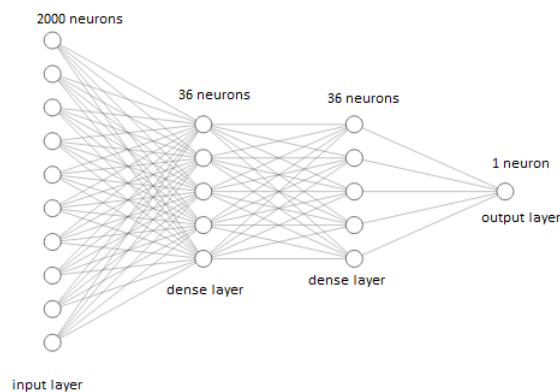 2000 neurons
36 neurons
36 neurons
1 neuron
output layer
dense layer
dense layer
input layer